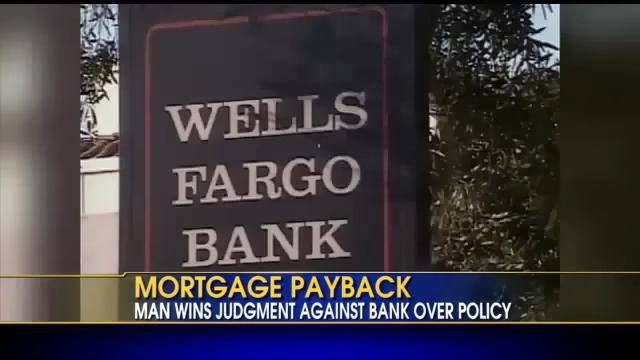 WELLS
FARGO
BANK
MORTGAGE PAYBACK
MAN WINS JUDGMENT AGAINST BANK OVER POLICY